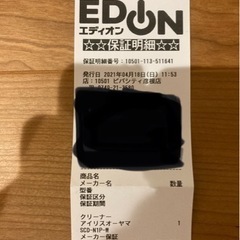 EDION
エディオン
☆☆保証明細☆☆
保証明細番号:10501-113-511641
発行日 2021年04月18日(日) 11:53
店:10501 ビバシティ彦根店
商品名
メーカー名 数量
型番
保証区分
保証期間
クリーナー
アイリスオーヤマ 1
SCD-N1P-W
メーカー保証